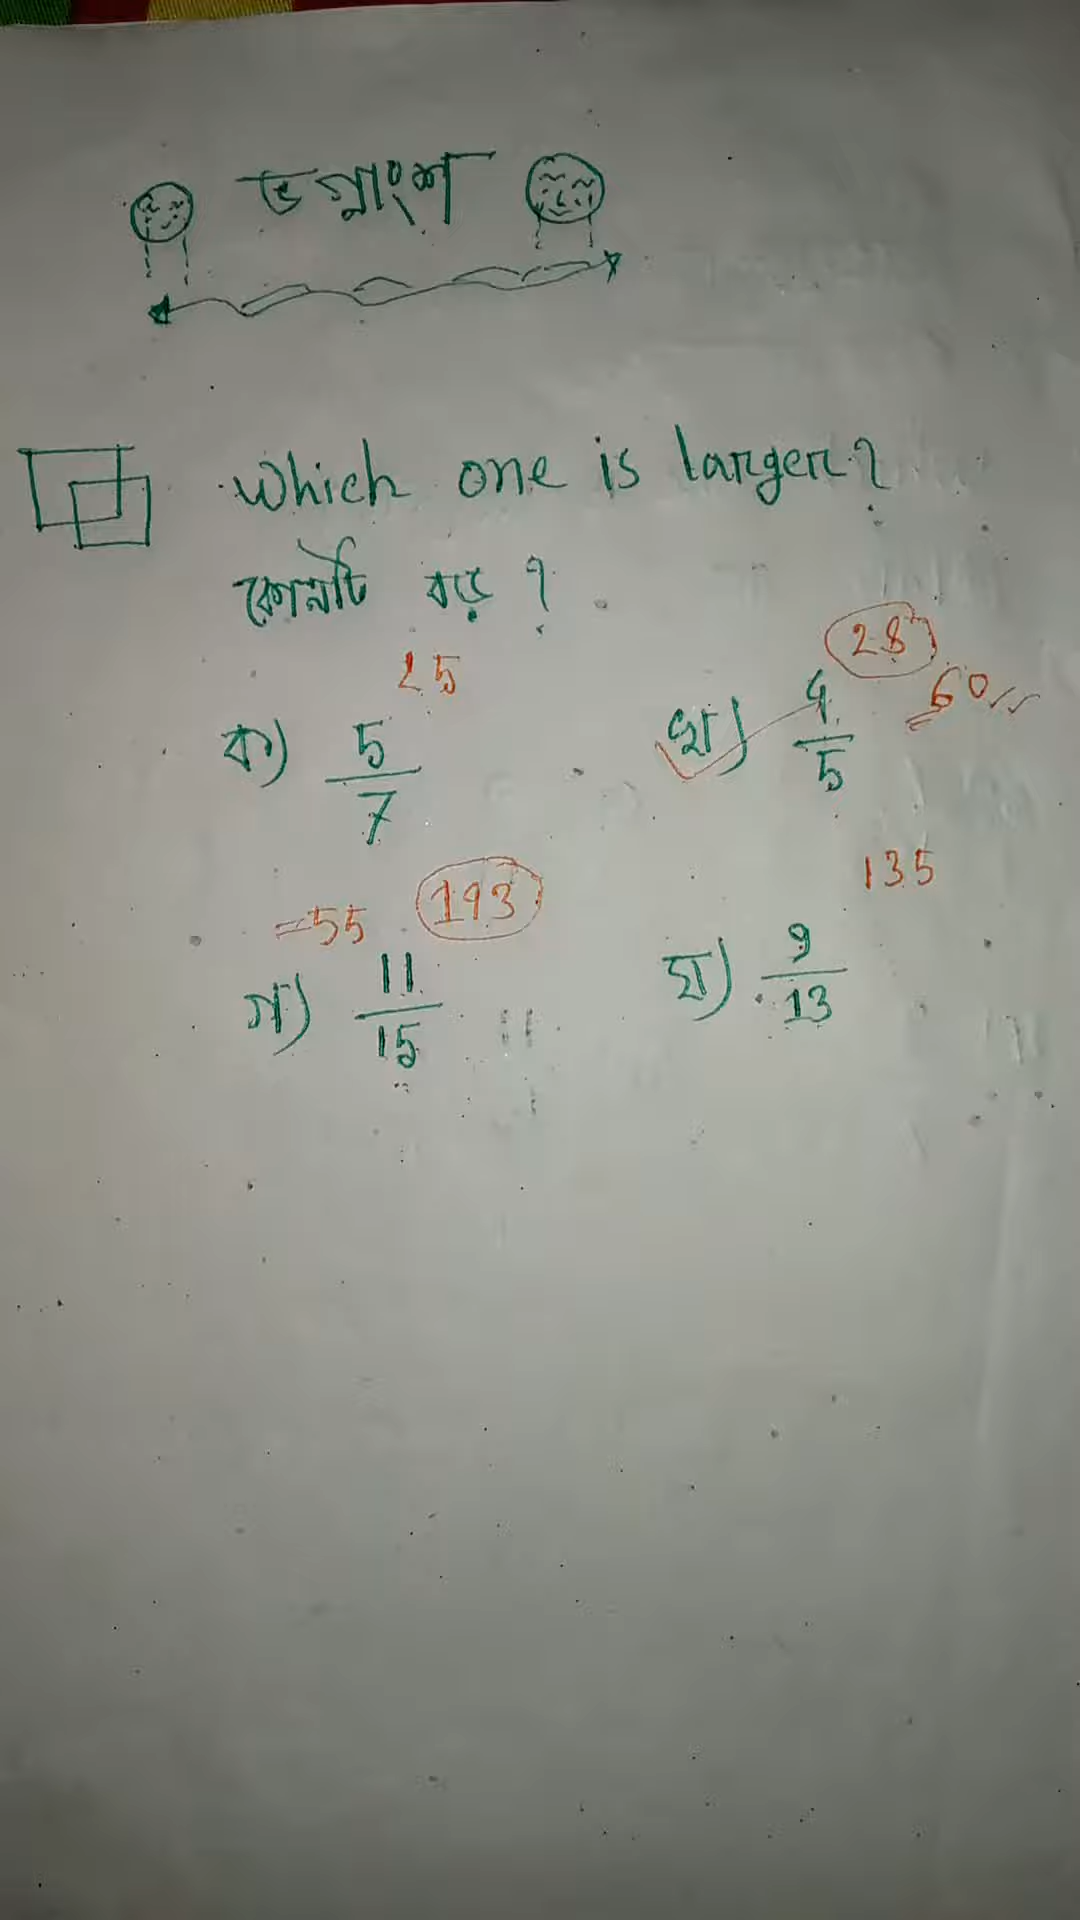 ভগ্নাংশ
Which one is larger?
কোনটি বড় ?
25 28
ক) 5/7 খ) 4/5 60
=55 193 135
গ) 11/15 ঘ) 9/13